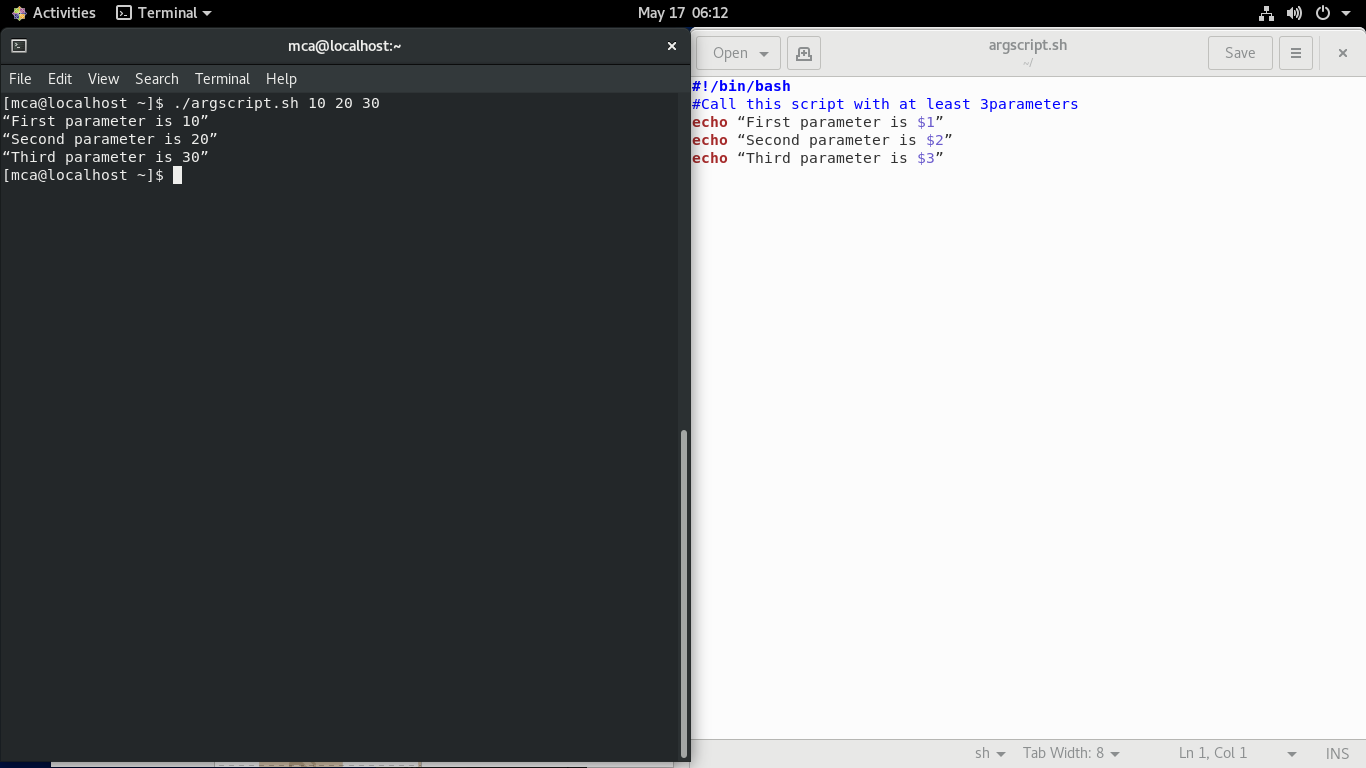 Activities Terminal May 17 06:12
mca@localhost:~
File Edit View Search Terminal Help
[mca@localhost ~]$ ./argscript.sh 10 20 30
“First parameter is 10”
“Second parameter is 20”
“Third parameter is 30”
[mca@localhost ~]$
Open argscript.sh Save
~/
#!/bin/bash
#Call this script with at least 3parameters
echo “First parameter is $1”
echo “Second parameter is $2”
echo “Third parameter is $3”
sh Tab Width: 8 Ln 1, Col 1 INS